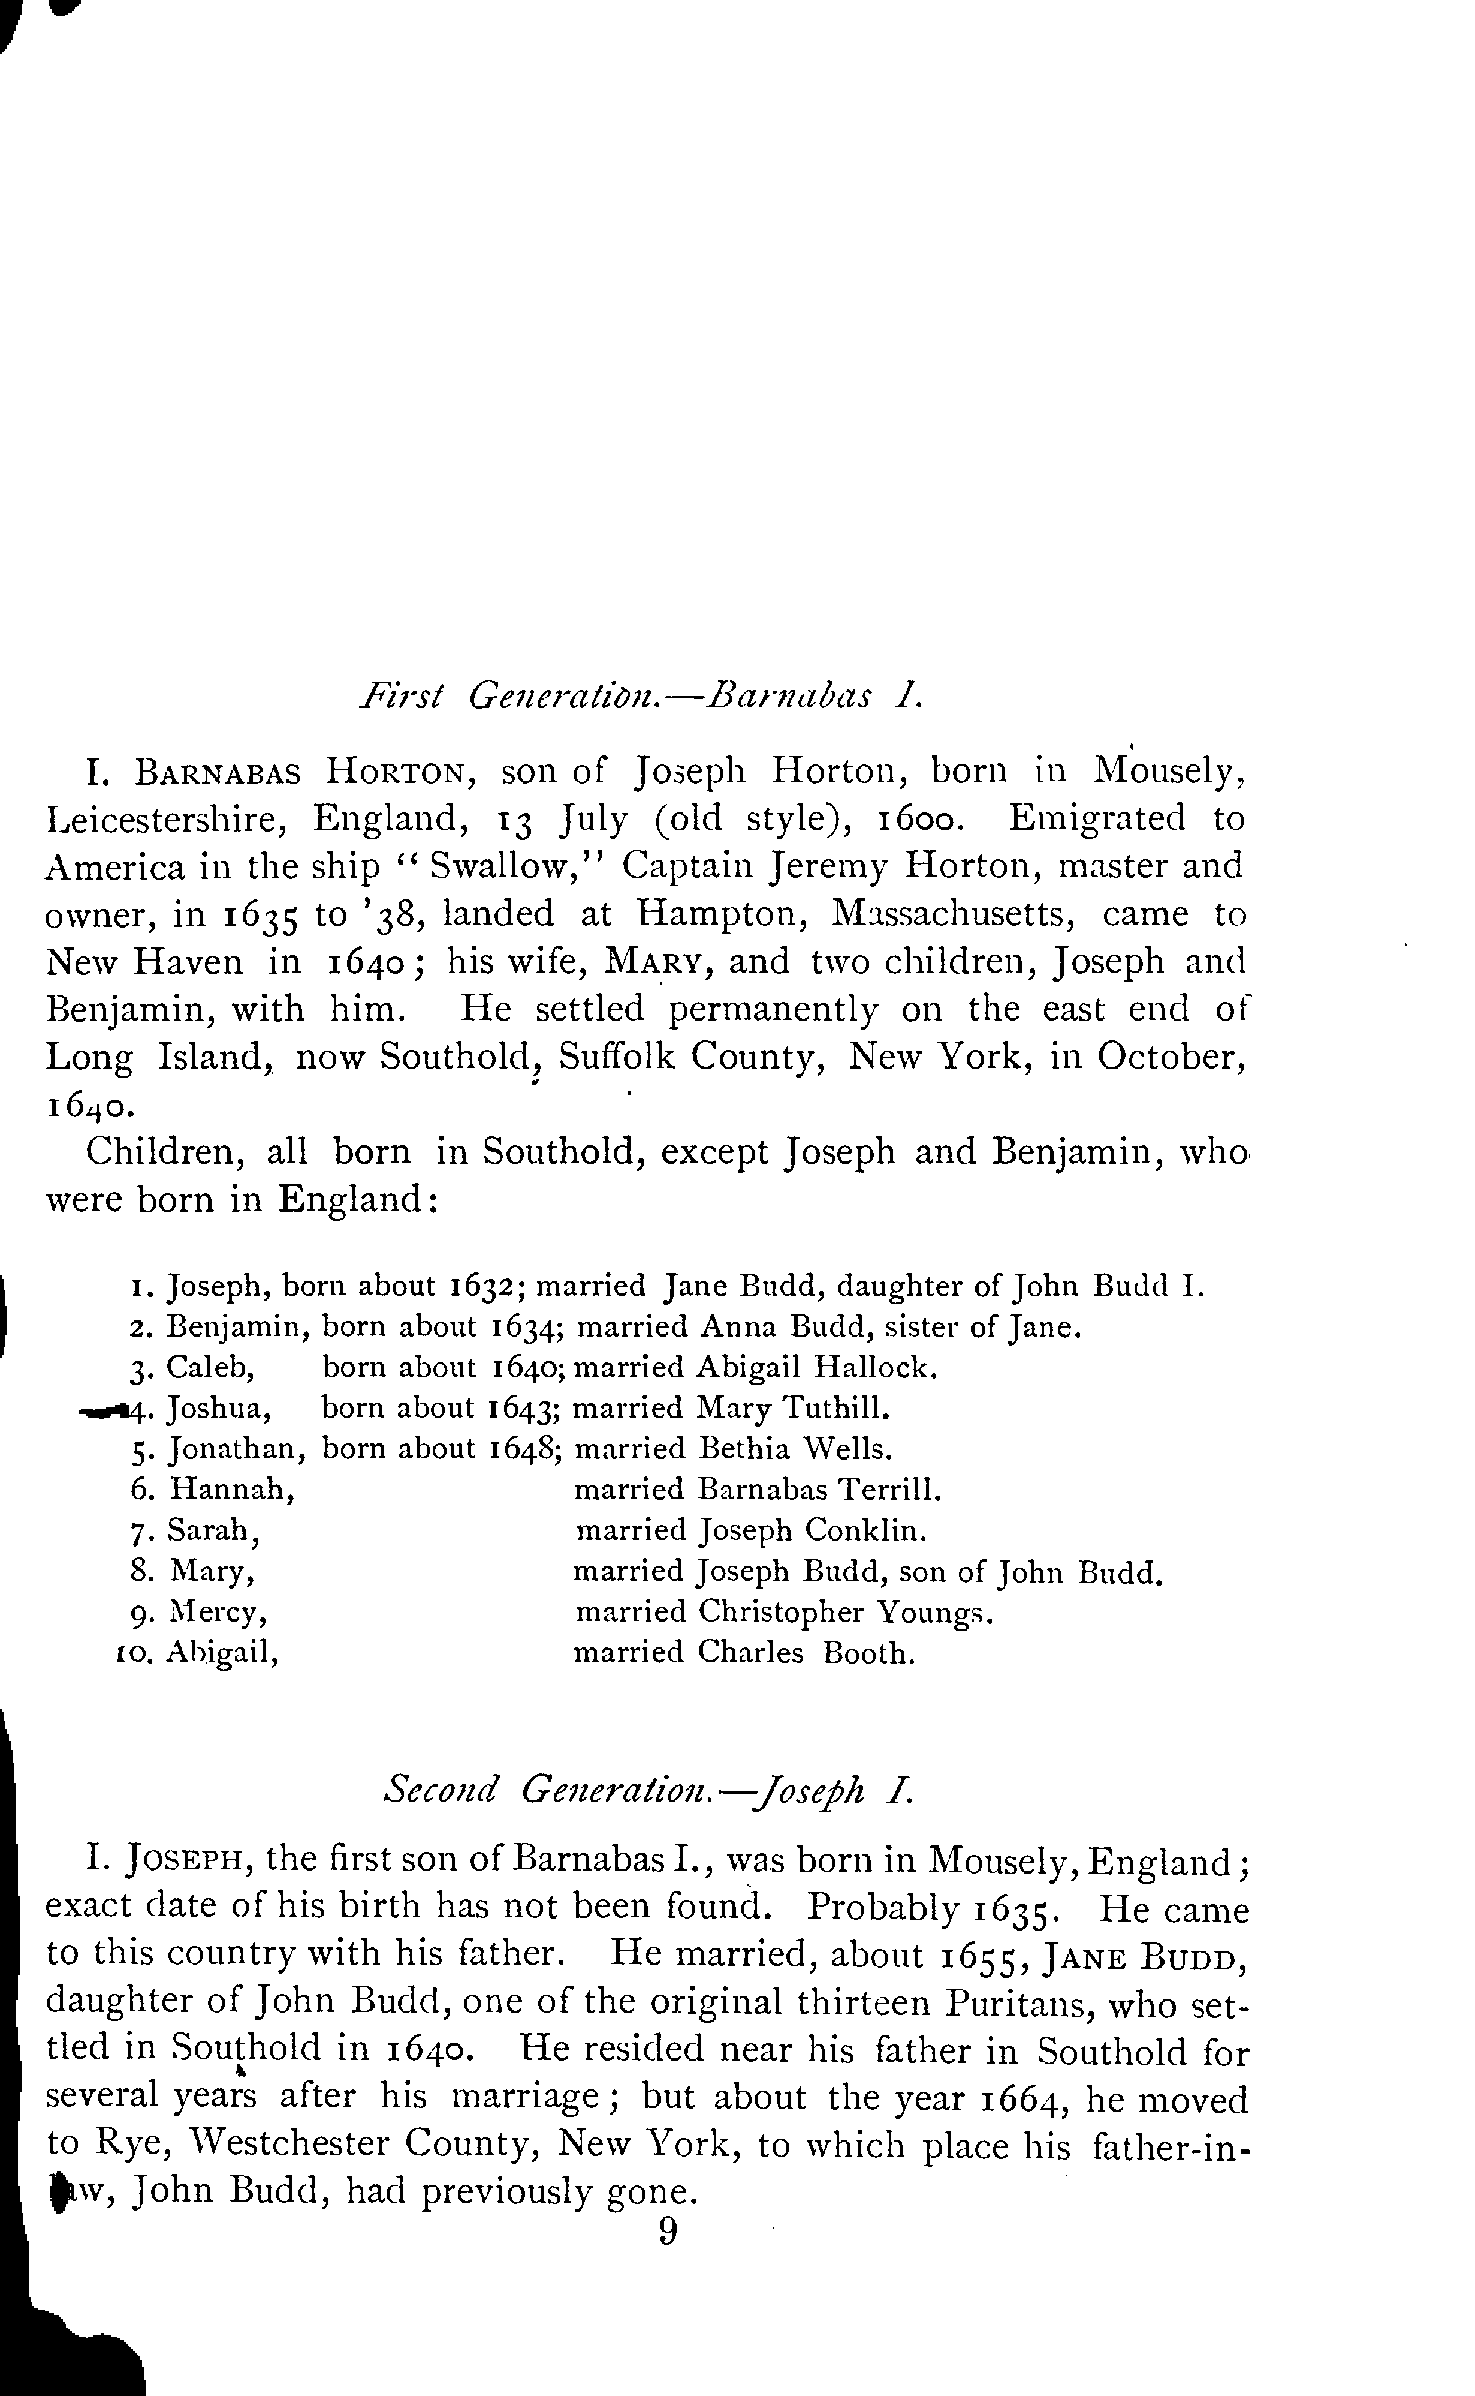 First Generation.—Barnabas I.
I. BARNABAS HORTON, son of Joseph Horton, born in Mousely,
Leicestershire, England, 13 July (old style), 1600. Emigrated to
America in the ship “Swallow,” Captain Jeremy Horton, master and
owner, in 1635 to ’38, landed at Hampton, Massachusetts, came to
New Haven in 1640; his wife, MARY, and two children, Joseph and
Benjamin, with him. He settled permanently on the east end of
Long Island, now Southold, Suffolk County, New York, in October,
1640.
Children, all born in Southold, except Joseph and Benjamin, who
were born in England:
1. Joseph, born about 1632; married Jane Budd, daughter of John Budd I.
2. Benjamin, born about 1634; married Anna Budd, sister of Jane.
3. Caleb, born about 1640; married Abigail Hallock.
4. Joshua, born about 1643; married Mary Tuthill.
5. Jonathan, born about 1648; married Bethia Wells.
6. Hannah, married Barnabas Terrill.
7. Sarah, married Joseph Conklin.
8. Mary, married Joseph Budd, son of John Budd.
9. Mercy, married Christopher Youngs.
10. Abigail, married Charles Booth.
Second Generation.—Joseph I.
I. JOSEPH, the first son of Barnabas I., was born in Mousely, England;
exact date of his birth has not been found. Probably 1635. He came
to this country with his father. He married, about 1655, JANE BUDD,
daughter of John Budd, one of the original thirteen Puritans, who set-
tled in Southold in 1640. He resided near his father in Southold for
several years after his marriage; but about the year 1664, he moved
to Rye, Westchester County, New York, to which place his father-in-
w, John Budd, had previously gone.
9